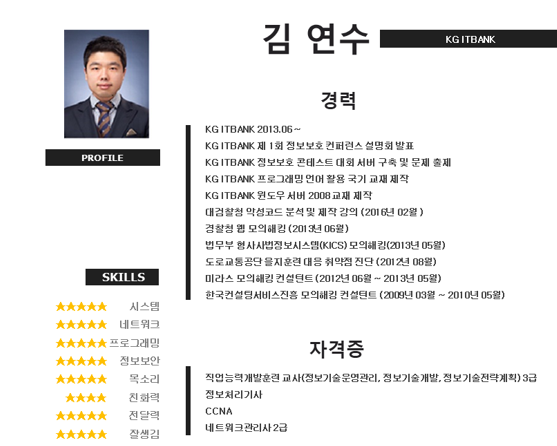 김 연수
KG ITBANK
PROFILE
경력
KG ITBANK 2013.06 ~
KG ITBANK 제 1회 정보보호 컨퍼런스 설명회 발표
KG ITBANK 정보보호 콘테스트 대회 서버 구축 및 문제 출제
KG ITBANK 프로그래밍 언어 활용 국기 교재 제작
KG ITBANK 윈도우 서버 2008 교재 제작
대검찰청 악성코드 분석 및 제작 강의 (2016년 02월 )
경찰청 웹 모의해킹 (2013년 06월)
법무부 형사사법정보시스템(KICS) 모의해킹(2013년 05월)
도로교통공단 을지훈련 대응 취약점 진단 (2012년 08월)
미라스 모의해킹 컨설턴트 (2012년 06월 ~ 2013년 05월)
한국컨설팅서비스진흥 모의해킹 컨설턴트 (2009년 03월 ~ 2010년 05월)
SKILLS
★★★★★ 시스템
★★★★★ 네트워크
★★★★★ 프로그래밍
★★★★★ 정보보안
★★★★★ 목소리
★★★★ 친화력
★★★★★ 전달력
★★★★★ 잘생김
자격증
직업능력개발훈련 교사(정보기술운영관리, 정보기술개발, 정보기술전략계획) 3급
정보처리기사
CCNA
네트워크관리사 2급